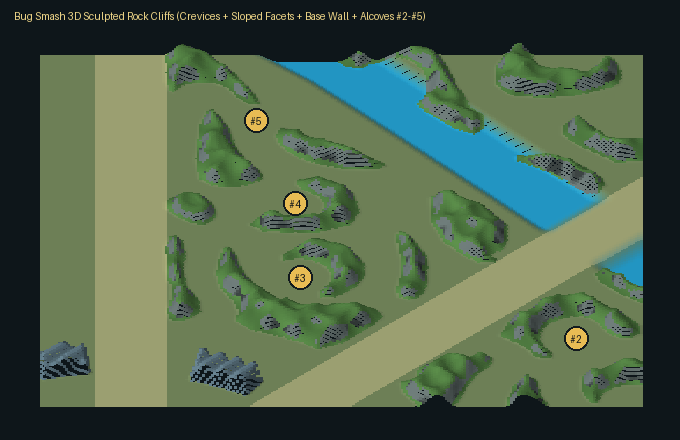 Bug Smash 3D Sculpted Rock Cliffs (Crevices + Sloped Facets + Base Wall + Alcoves #2-#5)
#5
#4
#3
#2